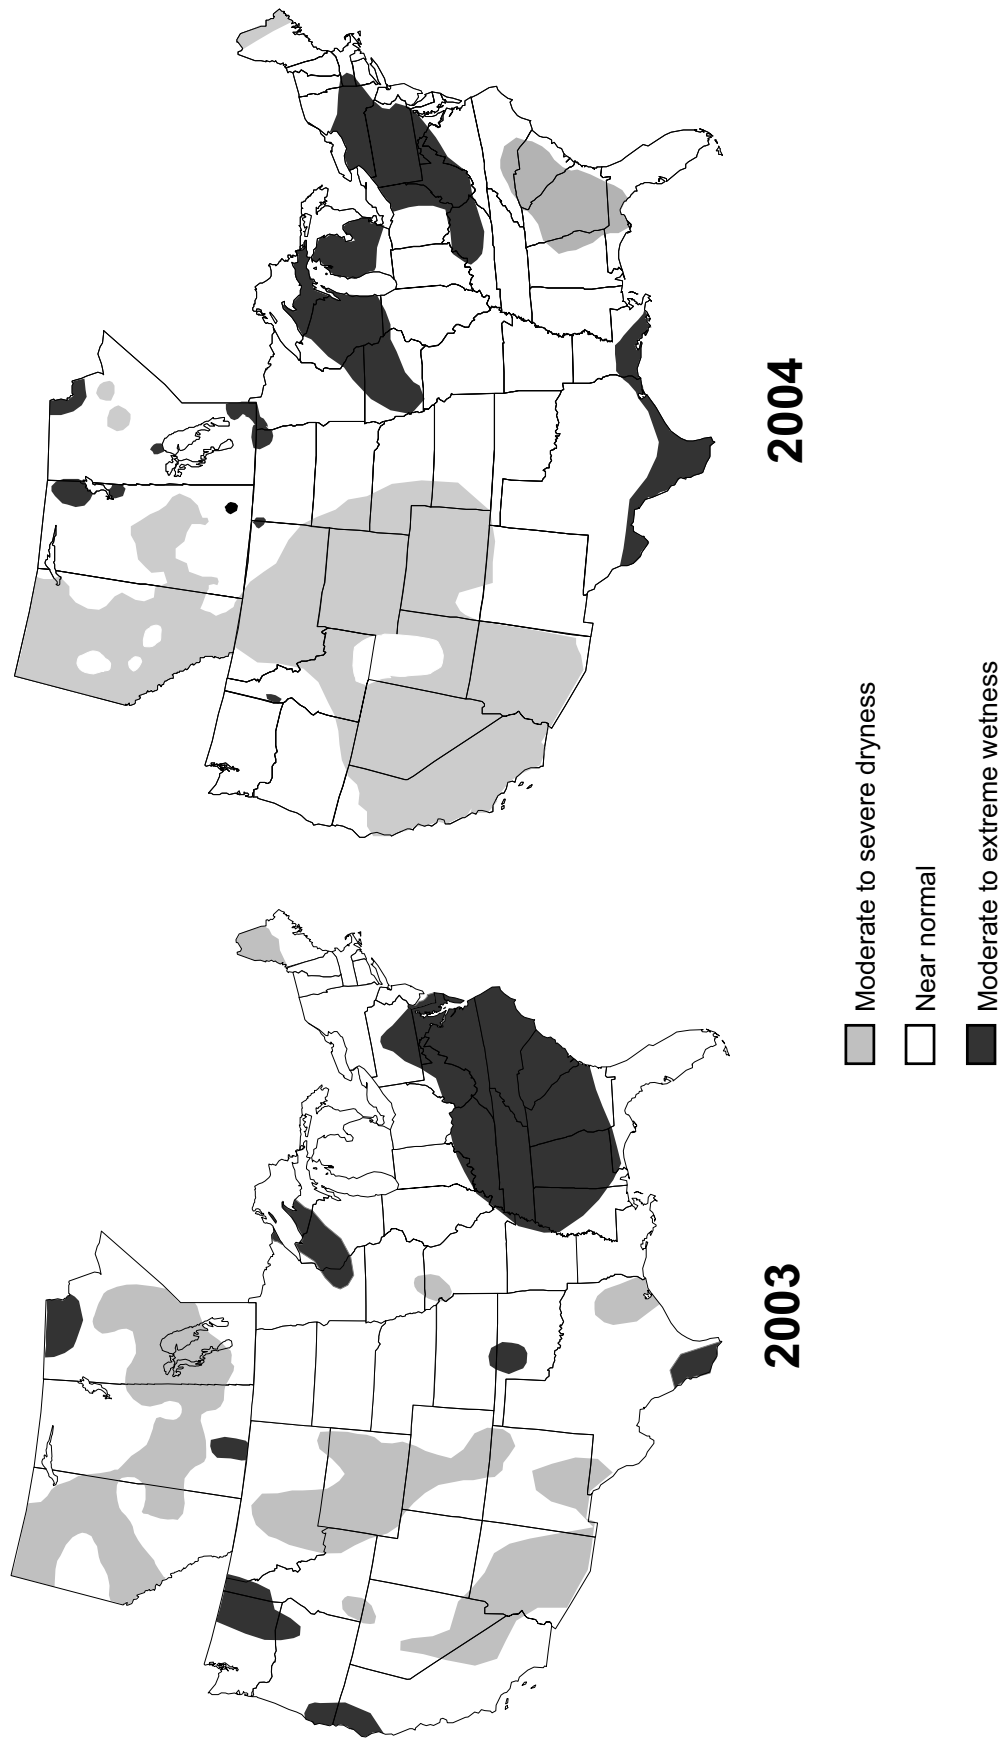 2003
2004
Moderate to severe dryness
Near normal
Moderate to extreme wetness